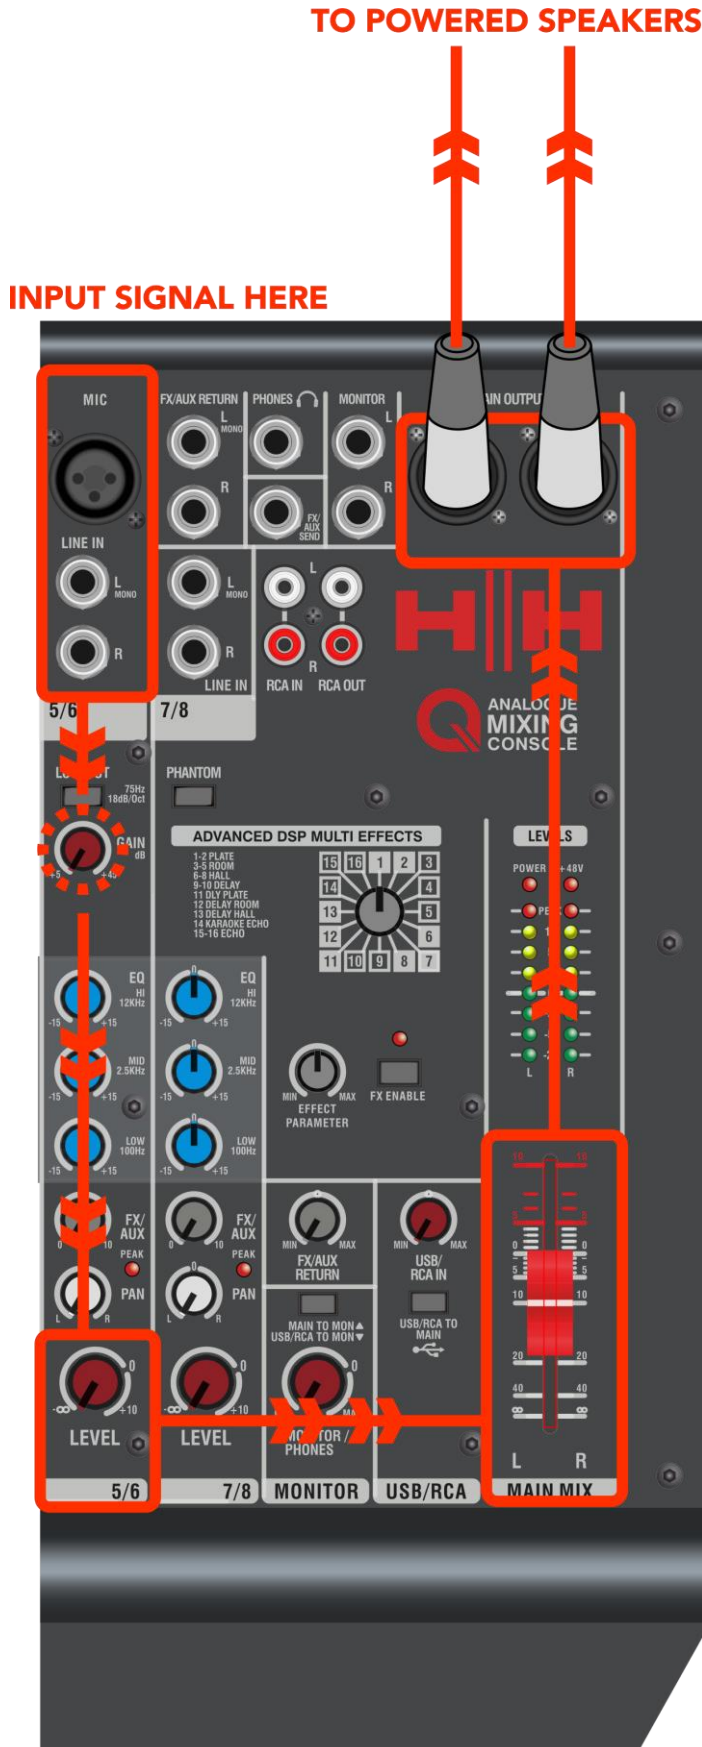 TO POWERED SPEAKERS
INPUT SIGNAL HERE
MIC
FX/AUX RETURN
PHONES
MONITOR
L
MONO
L
R
FX/
AUX
SEND
R
LINE IN
L
MONO
L
MONO
L
R
R
LINE IN
R
RCA IN
RCA OUT
5/6
7/8
HH
Q
ANALOGUE
MIXING
CONSOLE
75Hz
18dB/Oct
PHANTOM
GAIN
dB
+5
+45
ADVANCED DSP MULTI EFFECTS
1-2 PLATE
3-5 ROOM
6-8 HALL
9-10 DELAY
11 DLY PLATE
12 DELAY ROOM
13 DELAY HALL
14 KARAOKE ECHO
15-16 ECHO
15 16 1 2 3
14 4
13 5
12 6
11 10 9 8 7
LEVELS
POWER
+48V
L
R
EQ
HI
12KHz
-15
+15
MID
2.5KHz
-15
+15
LOW
100Hz
-15
+15
0
EQ
HI
12KHz
-15
+15
0
MID
2.5KHz
-15
+15
0
LOW
100Hz
-15
+15
MIN
MAX
EFFECT
PARAMETER
FX ENABLE
FX/
AUX
0
10
PEAK
PAN
L
R
FX/
AUX
0
10
PEAK
PAN
L
R
MIN
MAX
FX/AUX
RETURN
MIN
MAX
USB/
RCA IN
MAIN TO MON▲
USB/RCA TO MON▼
USB/RCA TO
MAIN
0
-∞
+10
LEVEL
0
-∞
+10
LEVEL
0
PHONES
10
10
5
5
0
0
5
5
10
10
20
20
40
40
∞
∞
L
R
5/6
7/8
MONITOR
USB/RCA
MAIN MIX